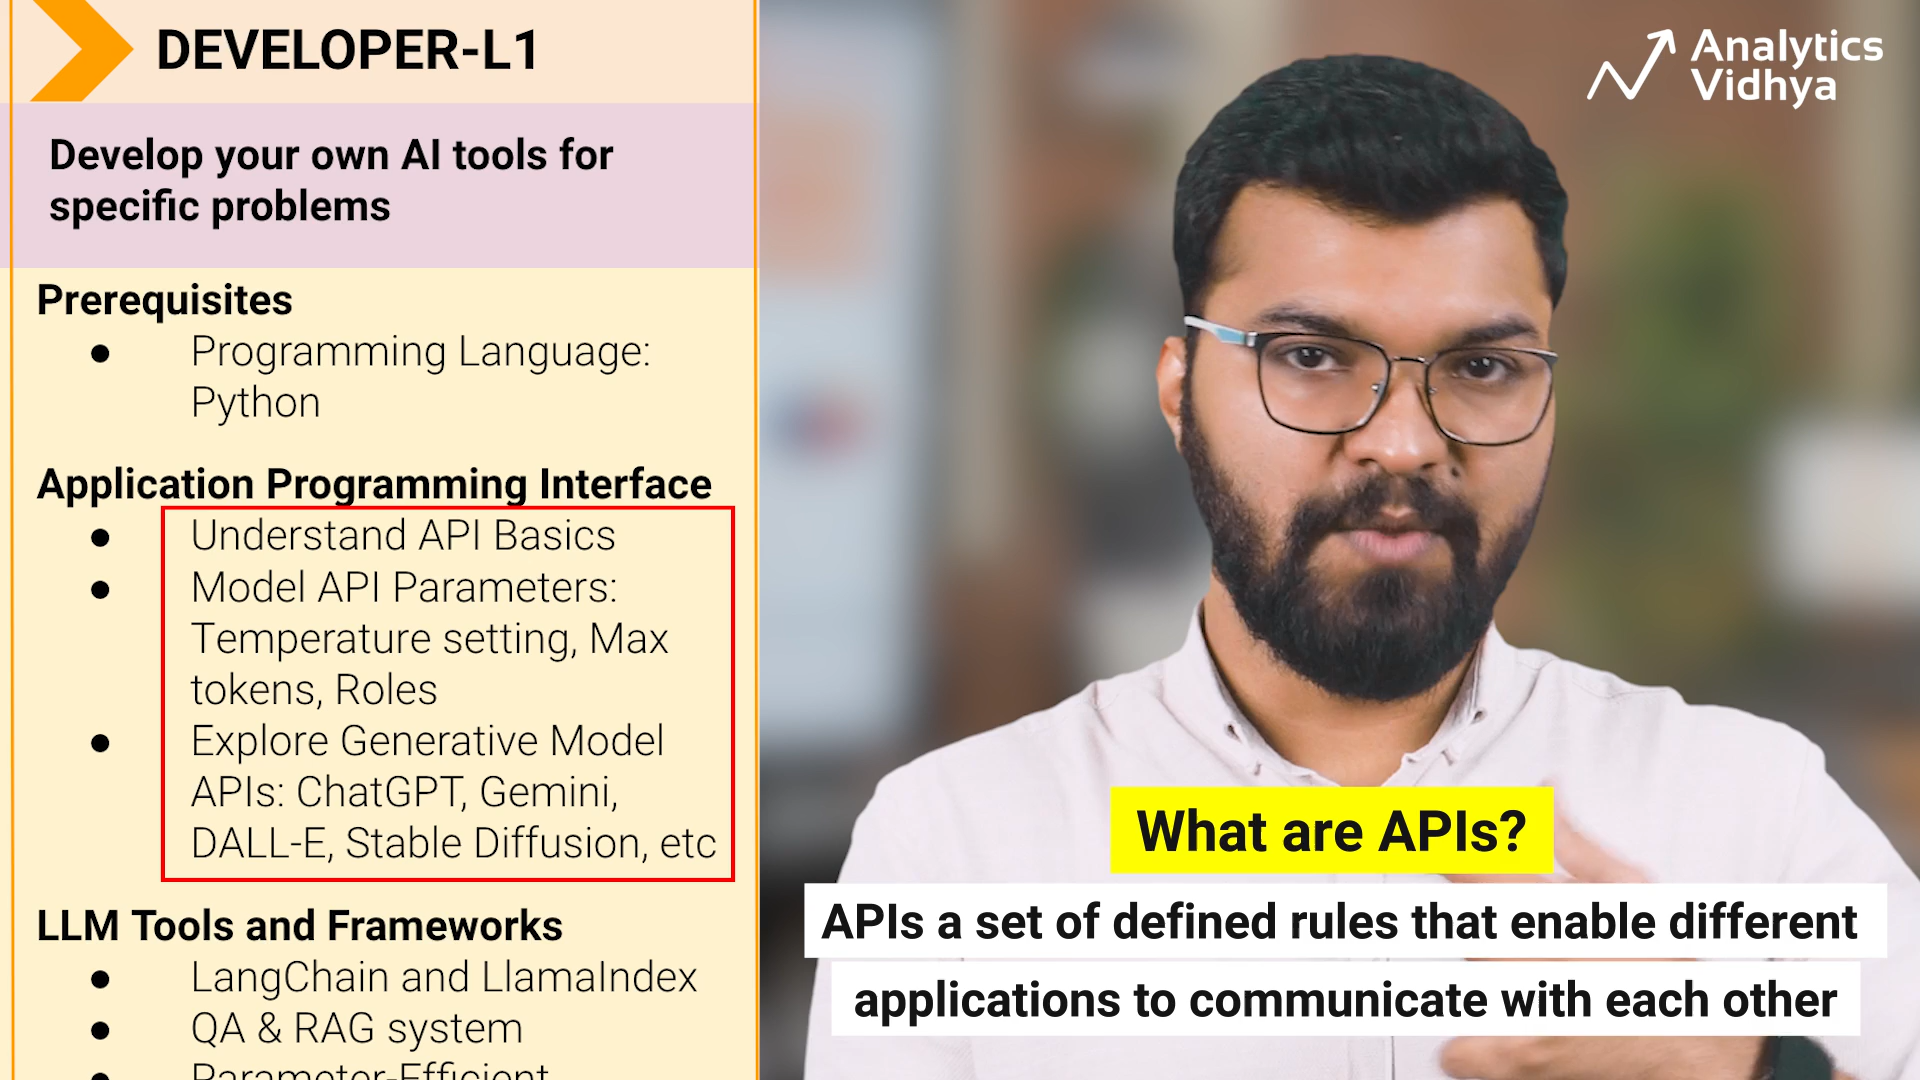 DEVELOPER-L1
Develop your own AI tools for
specific problems
Prerequisites
● Programming Language:
Python
Application Programming Interface
● Understand API Basics
● Model API Parameters:
Temperature setting, Max
tokens, Roles
● Explore Generative Model
APIs: ChatGPT, Gemini,
DALL-E, Stable Diffusion, etc
LLM Tools and Frameworks
● LangChain and LlamaIndex
● QA & RAG system
● Parameter-Efficient
Analytics
Vidhya
What are APIs?
APIs a set of defined rules that enable different
applications to communicate with each other